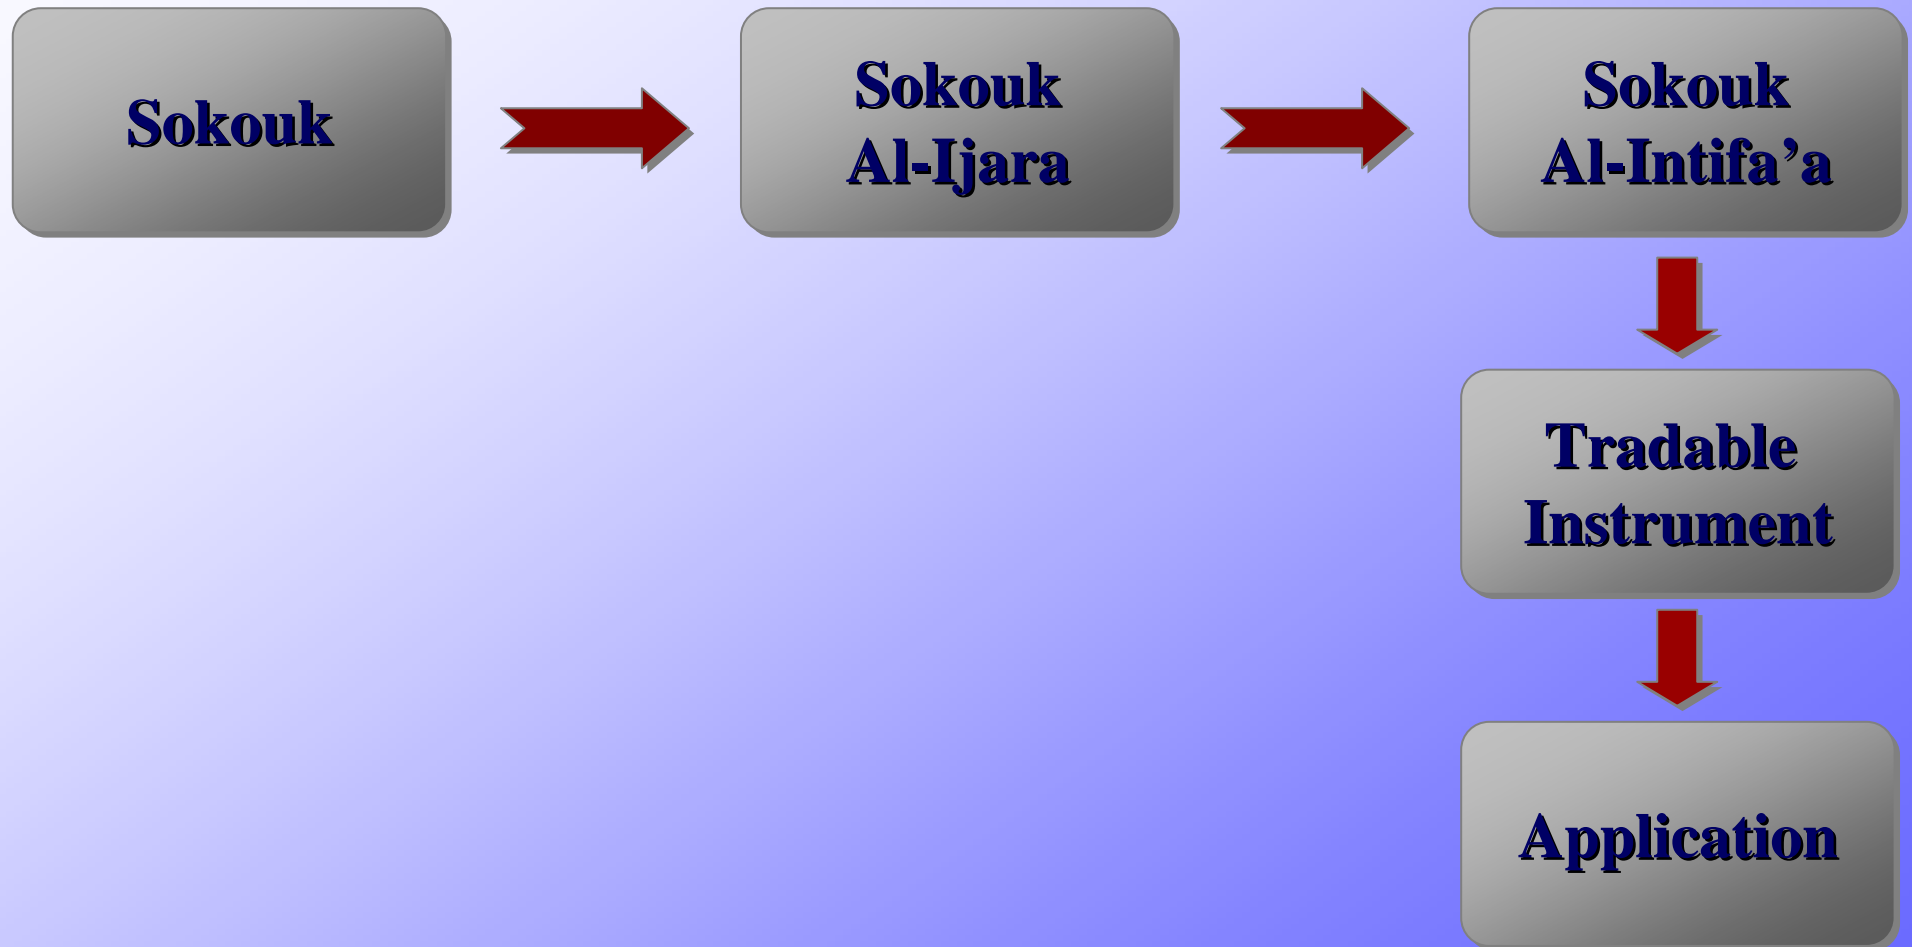 Sokouk
Sokouk
Al-Ijara
Sokouk
Al-Intifa’a
Tradable
Instrument
Application